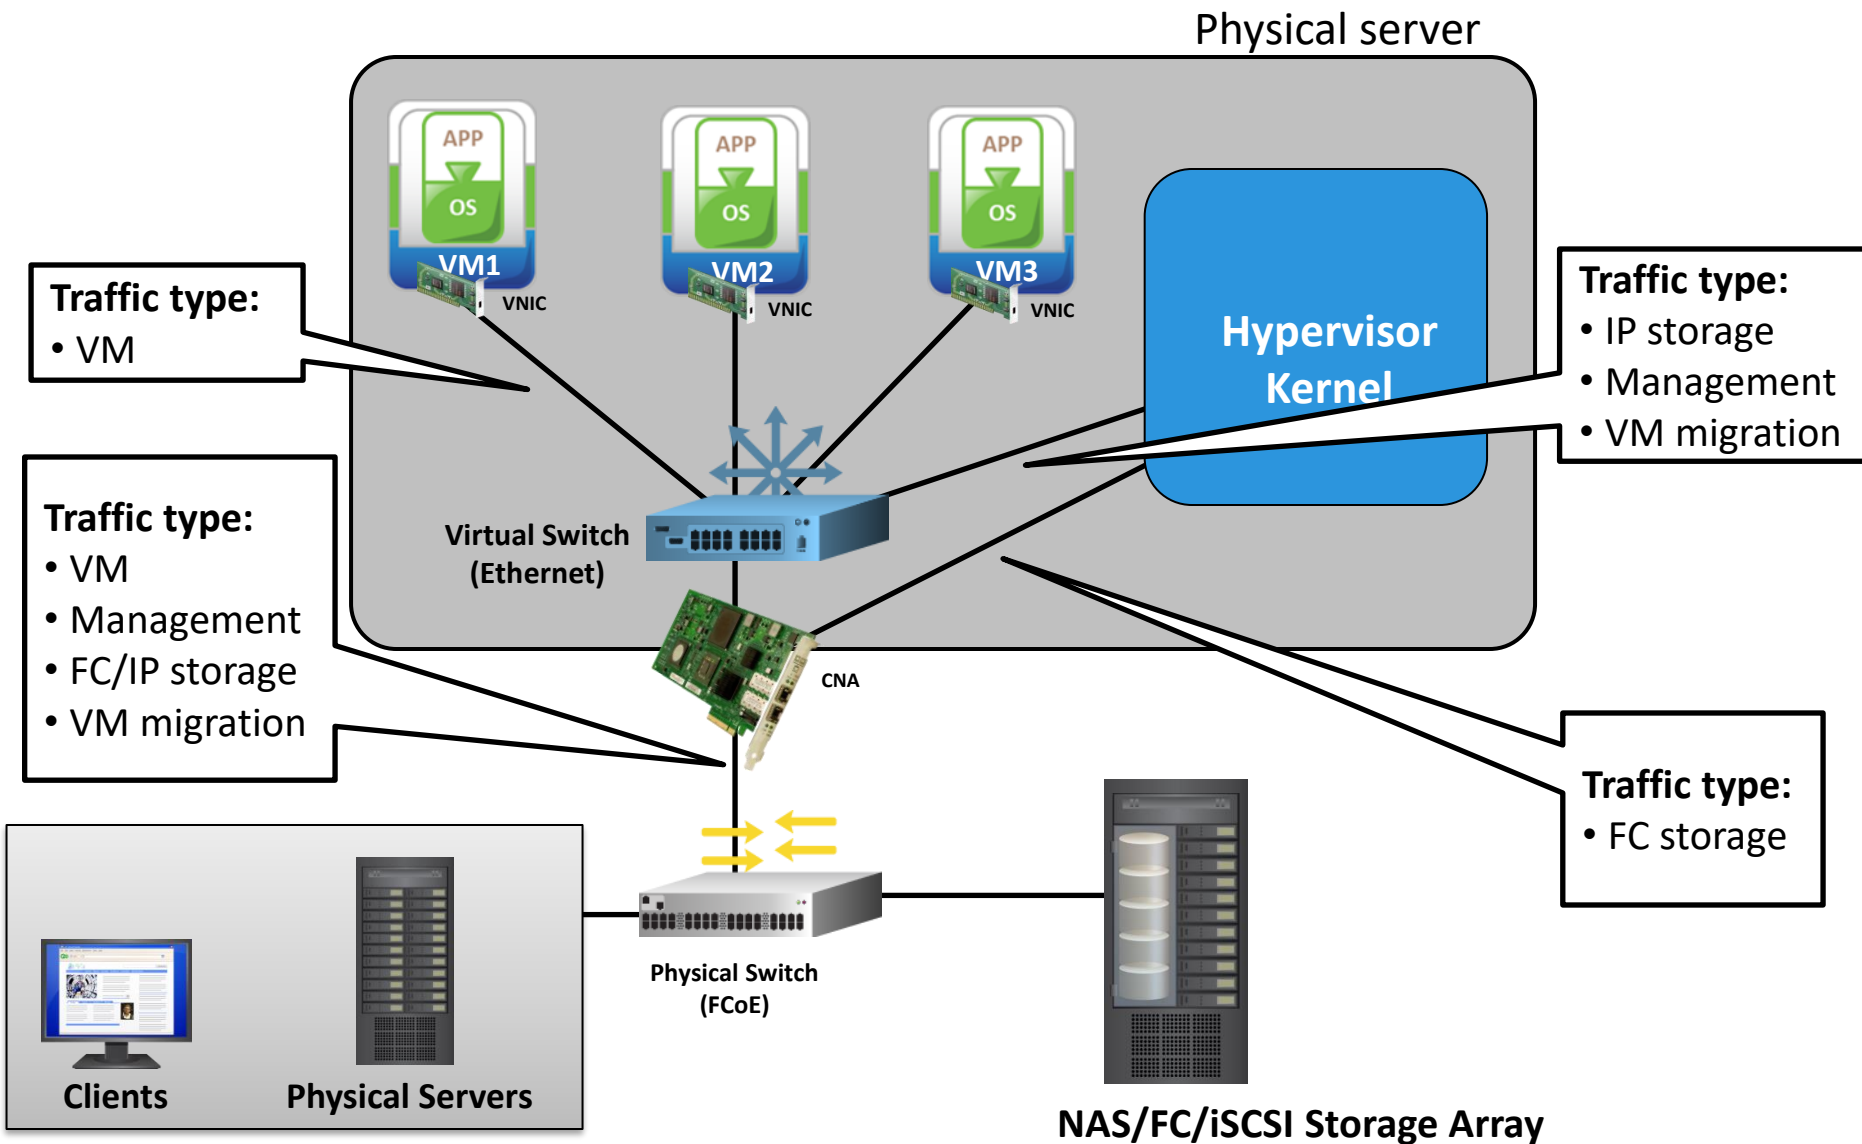 Physical server
APP
OS
VM1
VNIC
APP
OS
VM2
VNIC
APP
OS
VM3
VNIC
Hypervisor
Kernel
Traffic type:
• VM
Traffic type:
• IP storage
• Management
• VM migration
Virtual Switch
(Ethernet)
Traffic type:
• VM
• Management
• FC/IP storage
• VM migration
CNA
Traffic type:
• FC storage
Physical Switch
(FCoE)
Clients
Physical Servers
NAS/FC/iSCSI Storage Array